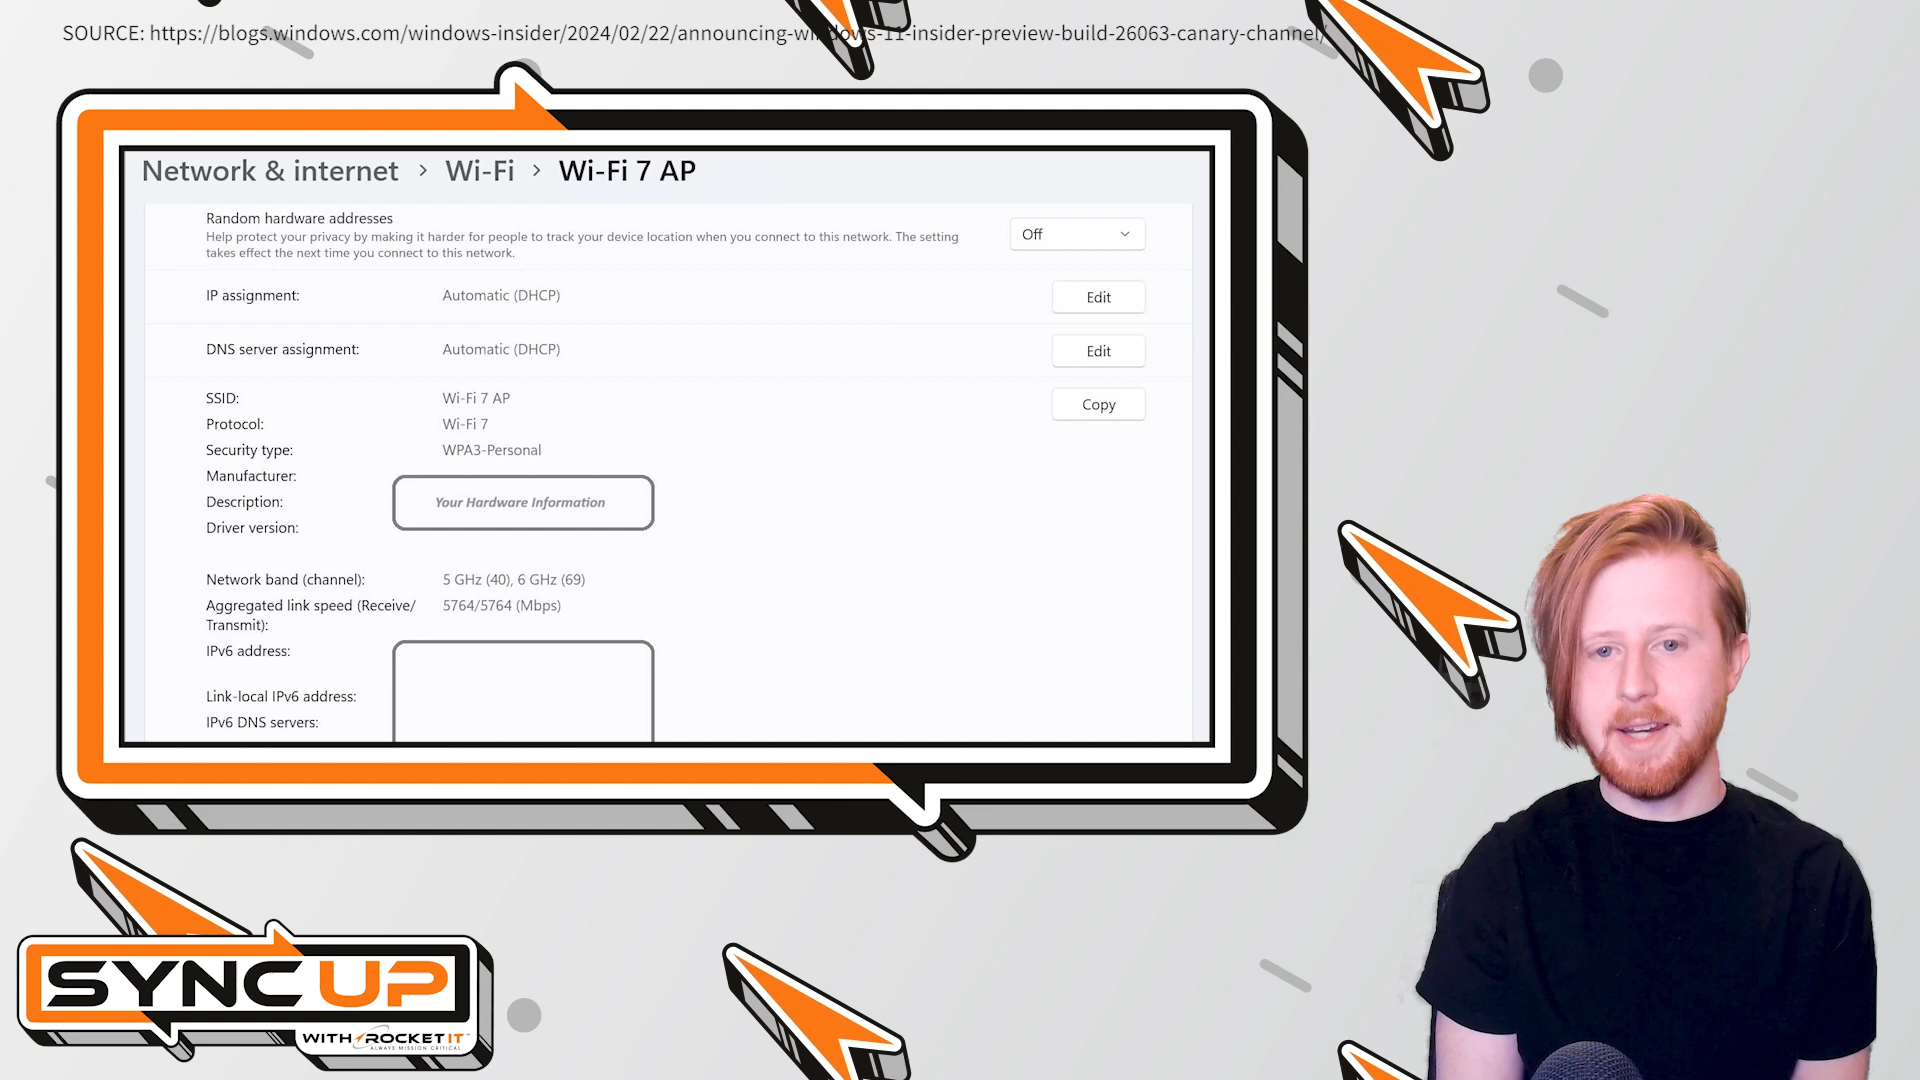 SOURCE: https://blogs.windows.com/windows-insider/2024/02/22/announcing-windows-11-insider-preview-build-26063-canary-channel/
Network & internet > Wi-Fi > Wi-Fi 7 AP
Random hardware addresses
Help protect your privacy by making it harder for people to track your device location when you connect to this network. The setting
takes effect the next time you connect to this network.
Off
IP assignment: Automatic (DHCP) Edit
DNS server assignment: Automatic (DHCP) Edit
SSID: Wi-Fi 7 AP Copy
Protocol: Wi-Fi 7
Security type: WPA3-Personal
Manufacturer:
Description: Your Hardware Information
Driver version:
Network band (channel): 5 GHz (40), 6 GHz (69)
Aggregated link speed (Receive/ 5764/5764 (Mbps)
Transmit):
IPv6 address:
Link-local IPv6 address:
IPv6 DNS servers:
SYNC UP
WITH ROCKET IT
ALWAYS MISSION CRITICAL